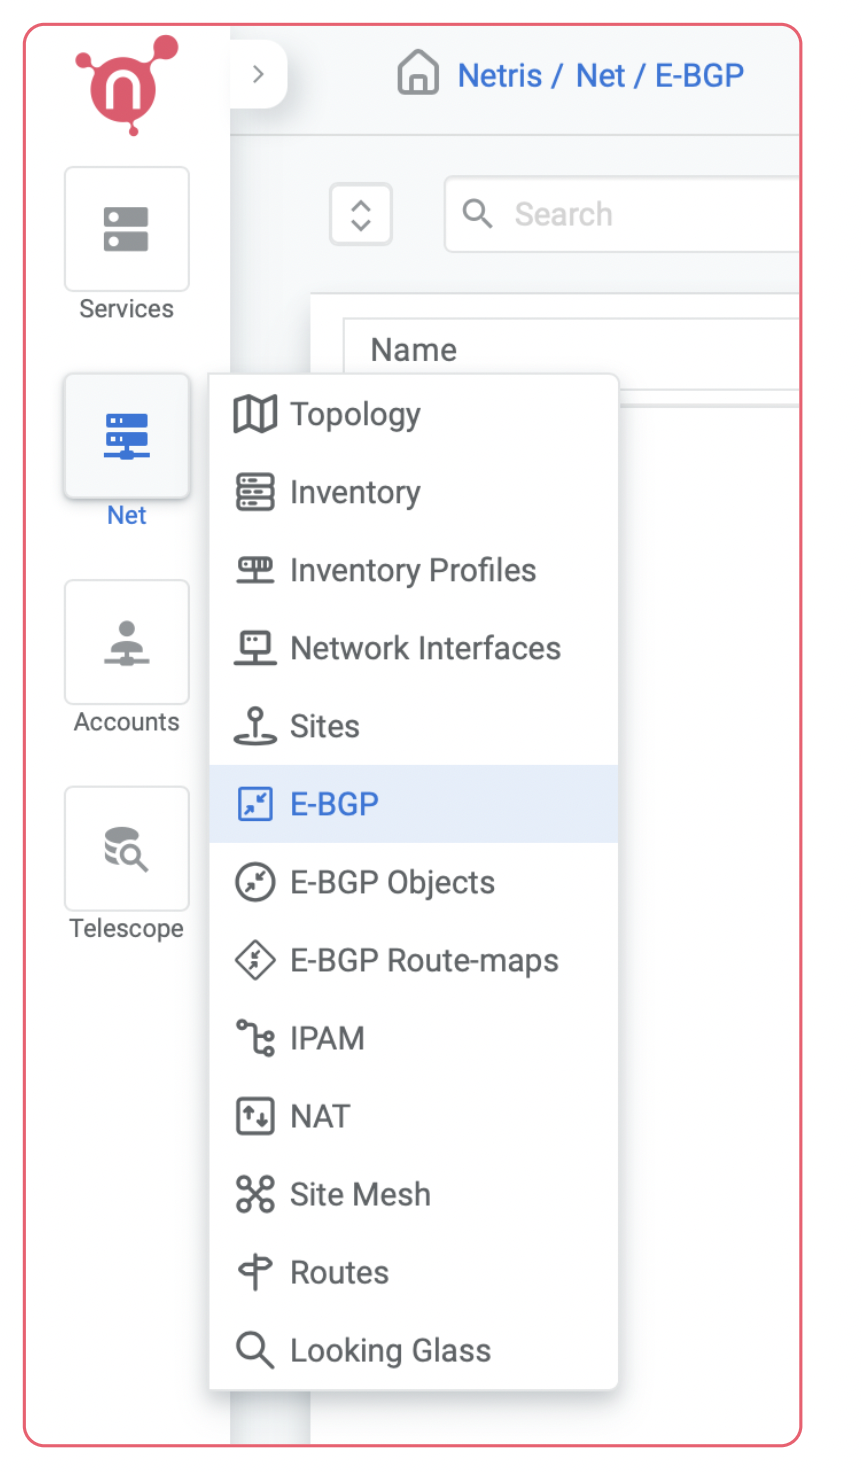 Netris / Net / E-BGP
Search
Services
Name
Net
Topology
Inventory
Inventory Profiles
Network Interfaces
Sites
E-BGP
E-BGP Objects
E-BGP Route-maps
IPAM
NAT
Site Mesh
Routes
Looking Glass
Accounts
Telescope